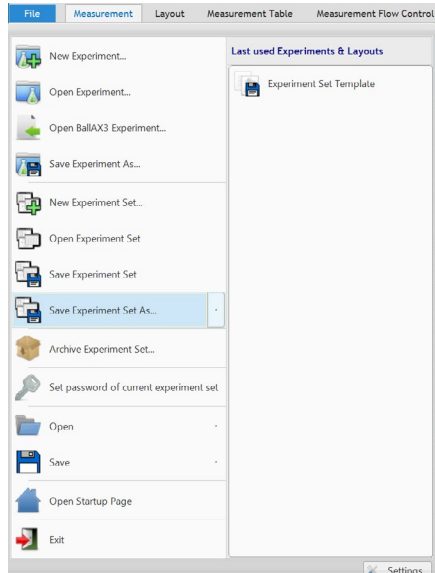 File Measurement Layout Measurement Table Measurement Flow Control
New Experiment...
Open Experiment...
Open BallAX3 Experiment...
Save Experiment As...
New Experiment Set...
Open Experiment Set
Save Experiment Set
Save Experiment Set As...
Archive Experiment Set...
Set password of current experiment set
Open
Save
Open Startup Page
Exit
Last used Experiments & Layouts
Experiment Set Template
Settings